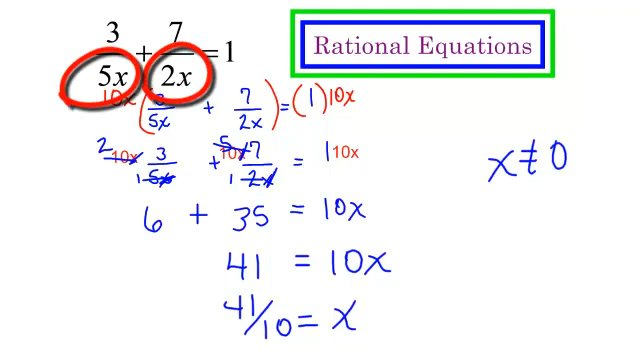 3/5x + 7/2x = 1
Rational Equations
10x (3/5x + 7/2x) = (1) 10x
2 10x 3/5x 1 + 5 10x 7/2x 1 = 1 10x
x ≠ 0
6 + 35 = 10x
41 = 10x
41/10 = x